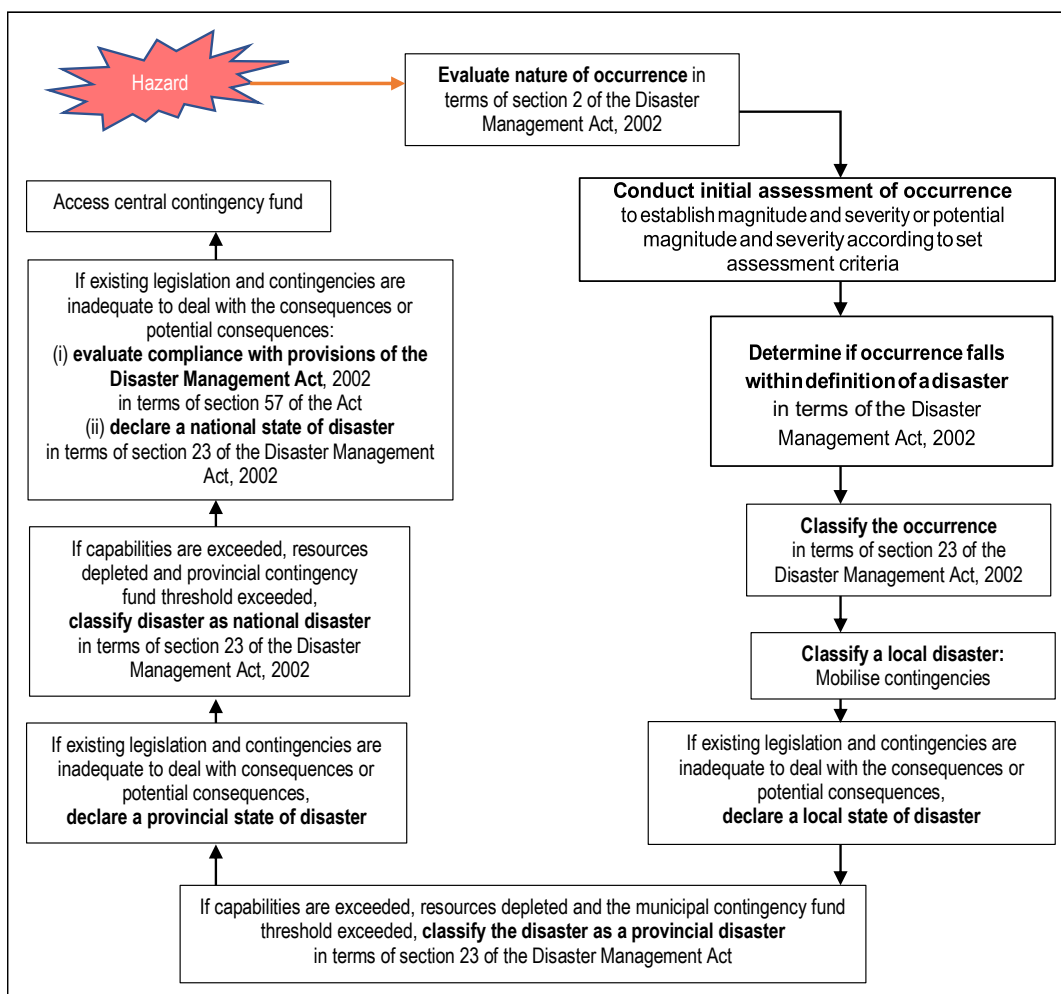 Hazard
Evaluate nature of occurrence in
terms of section 2 of the Disaster
Management Act, 2002
Conduct initial assessment of occurrence
to establish magnitude and severity or potential
magnitude and severity according to set
assessment criteria
Determine if occurrence falls
within definition of a disaster
in terms of the Disaster
Management Act, 2002
Classify the occurrence
in terms of section 23 of the
Disaster Management Act, 2002
Classify a local disaster:
Mobilise contingencies
If existing legislation and contingencies are
inadequate to deal with the consequences or
potential consequences,
declare a local state of disaster
If capabilities are exceeded, resources depleted and the municipal contingency fund
threshold exceeded, classify the disaster as a provincial disaster
in terms of section 23 of the Disaster Management Act
If existing legislation and contingencies are
inadequate to deal with consequences or
potential consequences,
declare a provincial state of disaster
If capabilities are exceeded, resources
depleted and provincial contingency
fund threshold exceeded,
classify disaster as national disaster
in terms of section 23 of the Disaster
Management Act, 2002
If existing legislation and contingencies are
inadequate to deal with the consequences or
potential consequences:
(i) evaluate compliance with provisions of the
Disaster Management Act, 2002
in terms of section 57 of the Act
(ii) declare a national state of disaster
in terms of section 23 of the Disaster Management
Act, 2002
Access central contingency fund